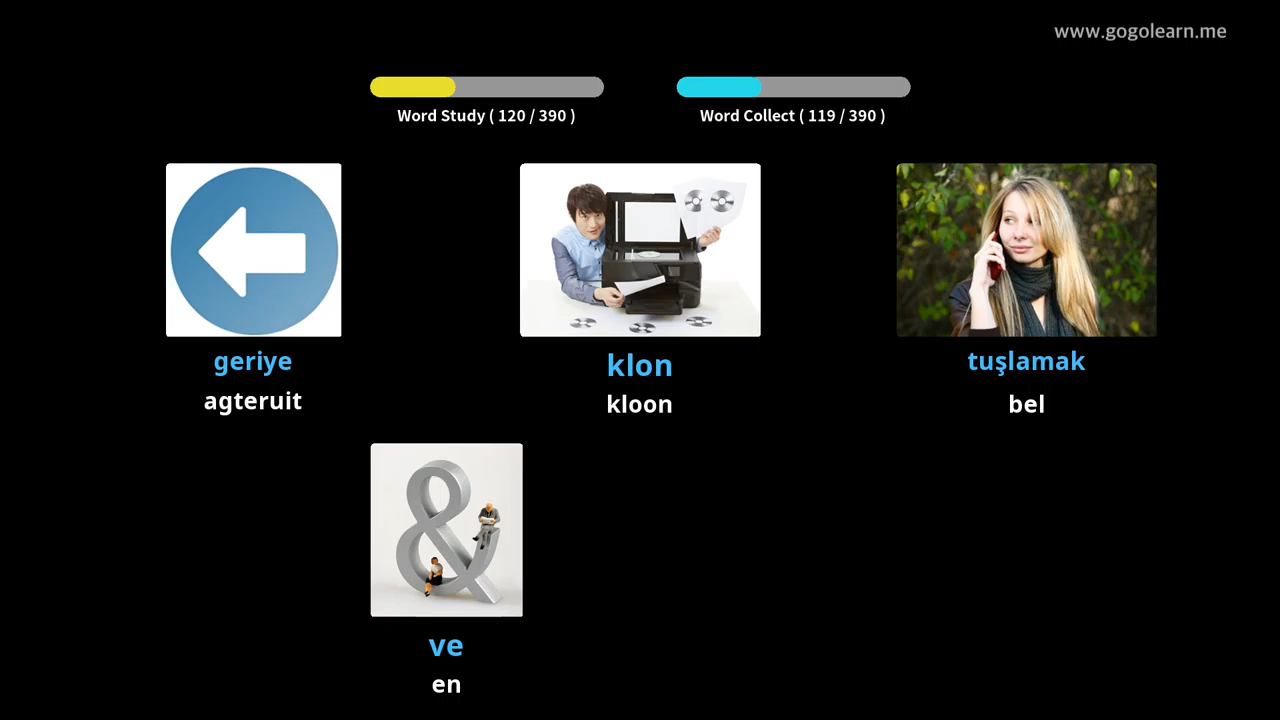 www.gogolearn.me
Word Study ( 120 / 390 )
Word Collect ( 119 / 390 )
geriye
agteruit
klon
kloon
tuşlamak
bel
&
ve
en